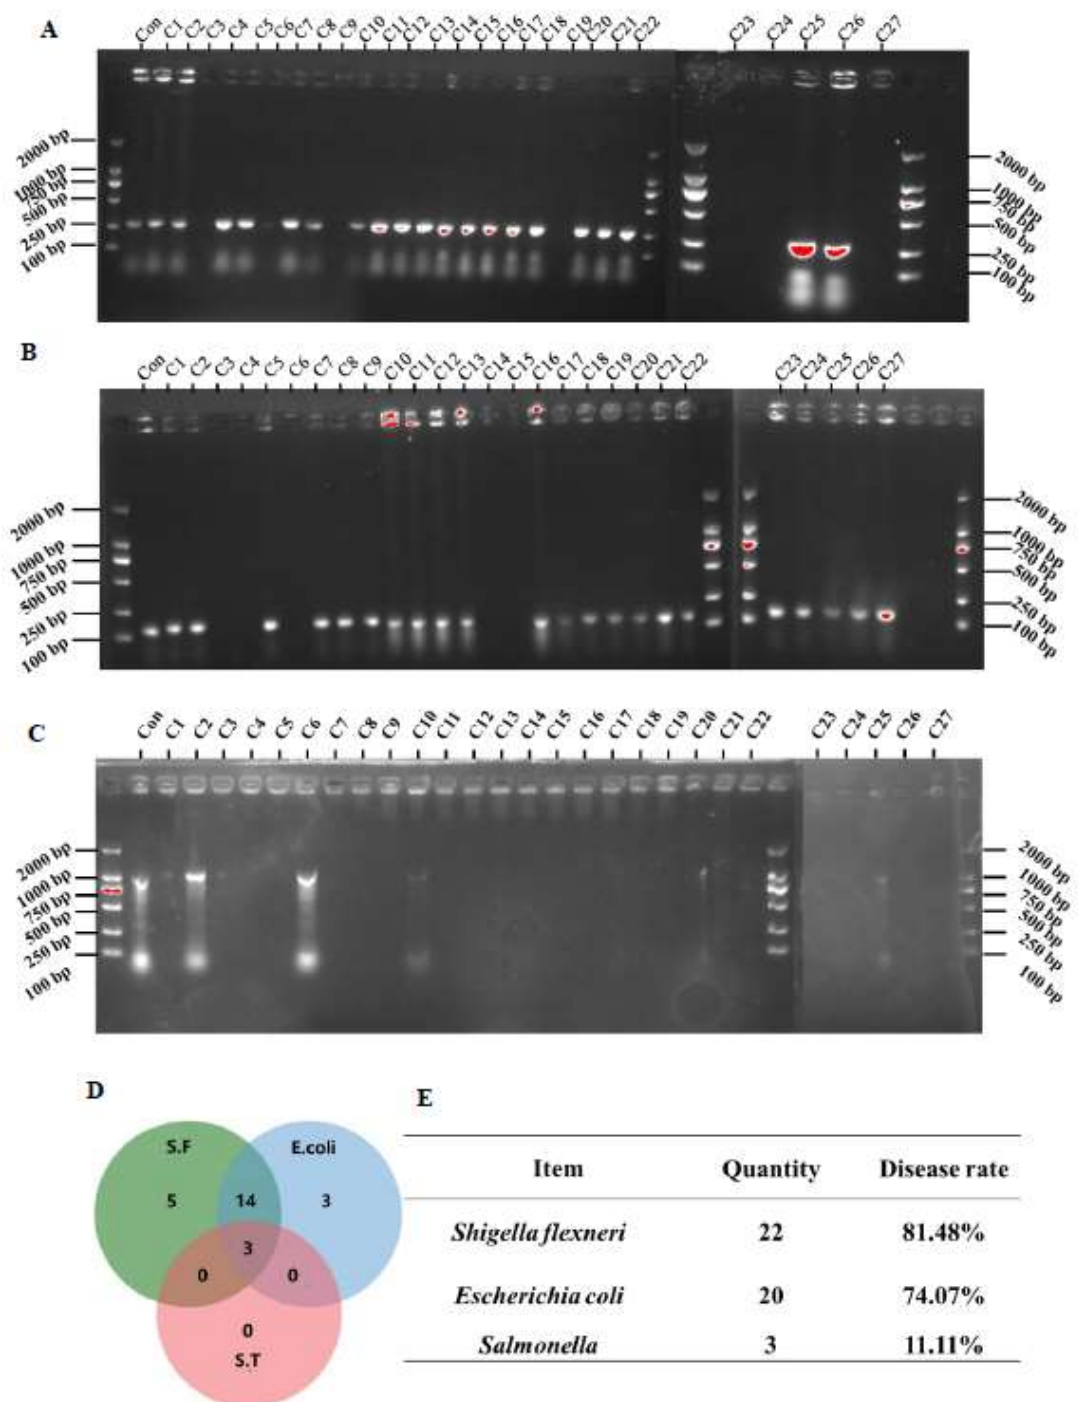 A
Con C1 C2 C3 C4 C5 C6 C7 C8 C9 C10 C11 C12 C13 C14 C15 C16 C17 C18 C19 C20 C21 C22 C23 C24 C25 C26 C27
2000 bp
1000 bp
750 bp
500 bp
250 bp
100 bp
2000 bp
1000 bp
750 bp
500 bp
250 bp
100 bp
B
Con C1 C2 C3 C4 C5 C6 C7 C8 C9 C10 C11 C12 C13 C14 C15 C16 C17 C18 C19 C20 C21 C22 C23 C24 C25 C26 C27
2000 bp
1000 bp
750 bp
500 bp
250 bp
100 bp
2000 bp
1000 bp
750 bp
500 bp
250 bp
100 bp
C
Con C1 C2 C3 C4 C5 C6 C7 C8 C9 C10 C11 C12 C13 C14 C15 C16 C17 C18 C19 C20 C21 C22 C23 C24 C25 C26 C27
2000 bp
1000 bp
750 bp
500 bp
250 bp
100 bp
2000 bp
1000 bp
750 bp
500 bp
250 bp
100 bp
D
S.F E.coli
5 14 3
3
0 0
0
S.T
E
Item Quantity Disease rate
Shigella flexneri 22 81.48%
Escherichia coli 20 74.07%
Salmonella 3 11.11%